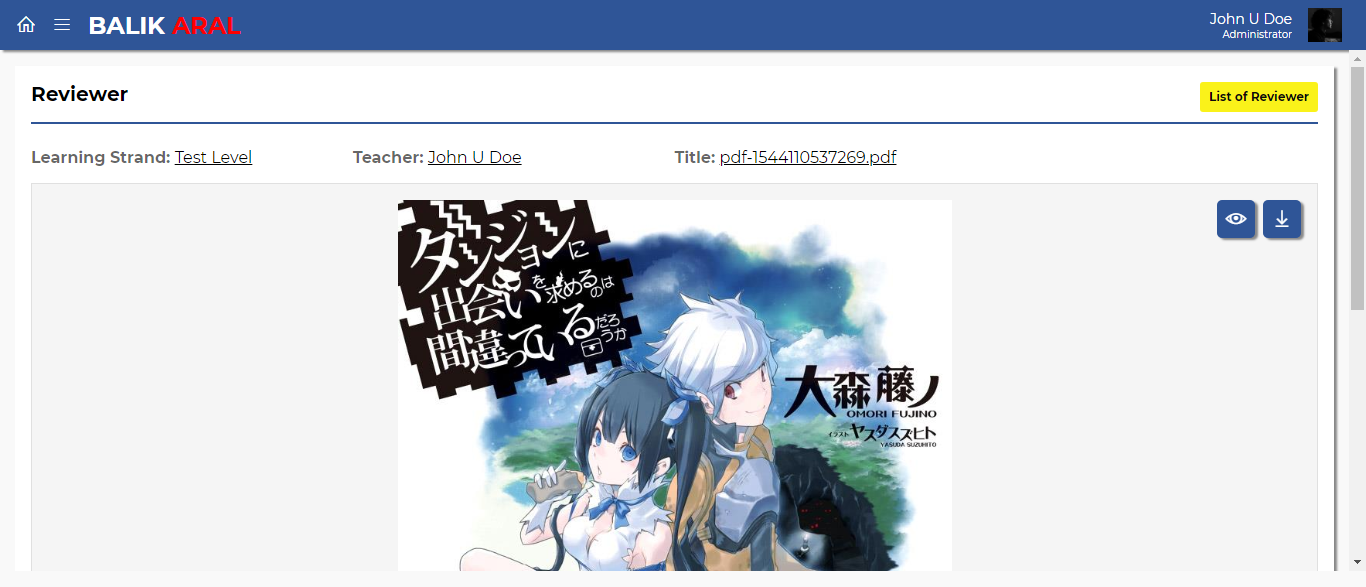 BALIK ARAL
John U Doe
Administrator
Reviewer
List of Reviewer
Learning Strand: Test Level
Teacher: John U Doe
Title: pdf-1544110537269.pdf
ダンジョンに
出会いを求めるのは
間違っているだろうか
大森藤ノ
OMORI FUJINO
イラスト ヤスダスズヒト
YASUDA SUZUHITO